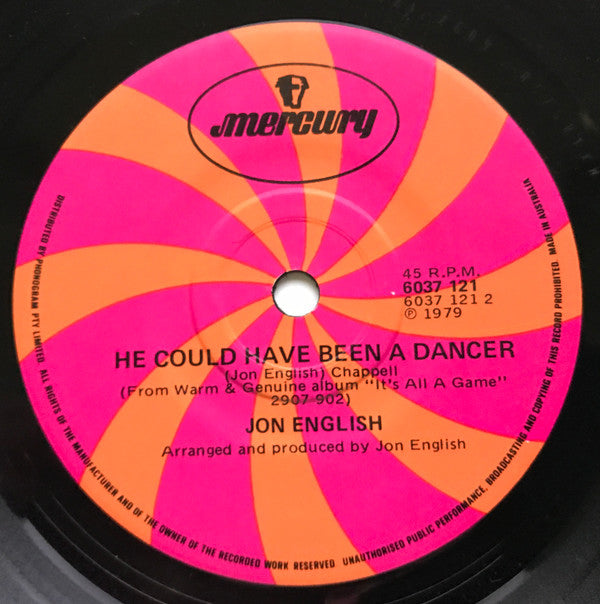 mercury
45 R.P.M.
6037 121
6037 121 2
℗ 1979
HE COULD HAVE BEEN A DANCER
(Jon English) Chappell
(From Warm & Genuine album "It's All A Game"
2907 902)
JON ENGLISH
Arranged and produced by Jon English
DISTRIBUTED BY PHONOGRAM PTY LIMITED. ALL RIGHTS OF THE MANUFACTURER AND OF THE OWNER OF THE RECORDED WORK RESERVED. UNAUTHORISED PUBLIC PERFORMANCE, BROADCASTING AND COPYING OF THIS RECORD PROHIBITED. MADE IN AUSTRALIA